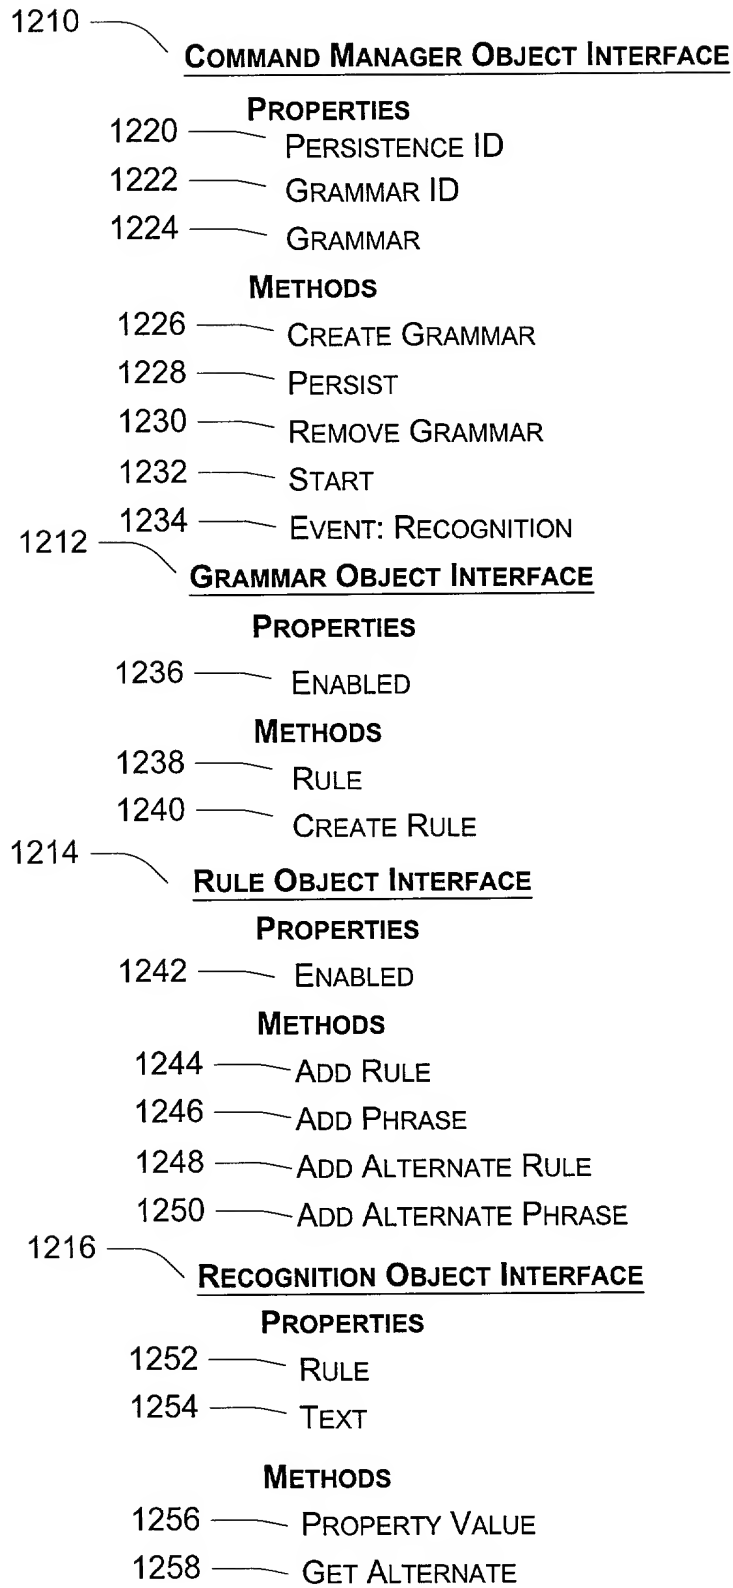 1210
COMMAND MANAGER OBJECT INTERFACE
PROPERTIES
1220 PERSISTENCE ID
1222 GRAMMAR ID
1224 GRAMMAR
METHODS
1226 CREATE GRAMMAR
1228 PERSIST
1230 REMOVE GRAMMAR
1232 START
1234 EVENT: RECOGNITION
1212
GRAMMAR OBJECT INTERFACE
PROPERTIES
1236 ENABLED
METHODS
1238 RULE
1240 CREATE RULE
1214
RULE OBJECT INTERFACE
PROPERTIES
1242 ENABLED
METHODS
1244 ADD RULE
1246 ADD PHRASE
1248 ADD ALTERNATE RULE
1250 ADD ALTERNATE PHRASE
1216
RECOGNITION OBJECT INTERFACE
PROPERTIES
1252 RULE
1254 TEXT
METHODS
1256 PROPERTY VALUE
1258 GET ALTERNATE